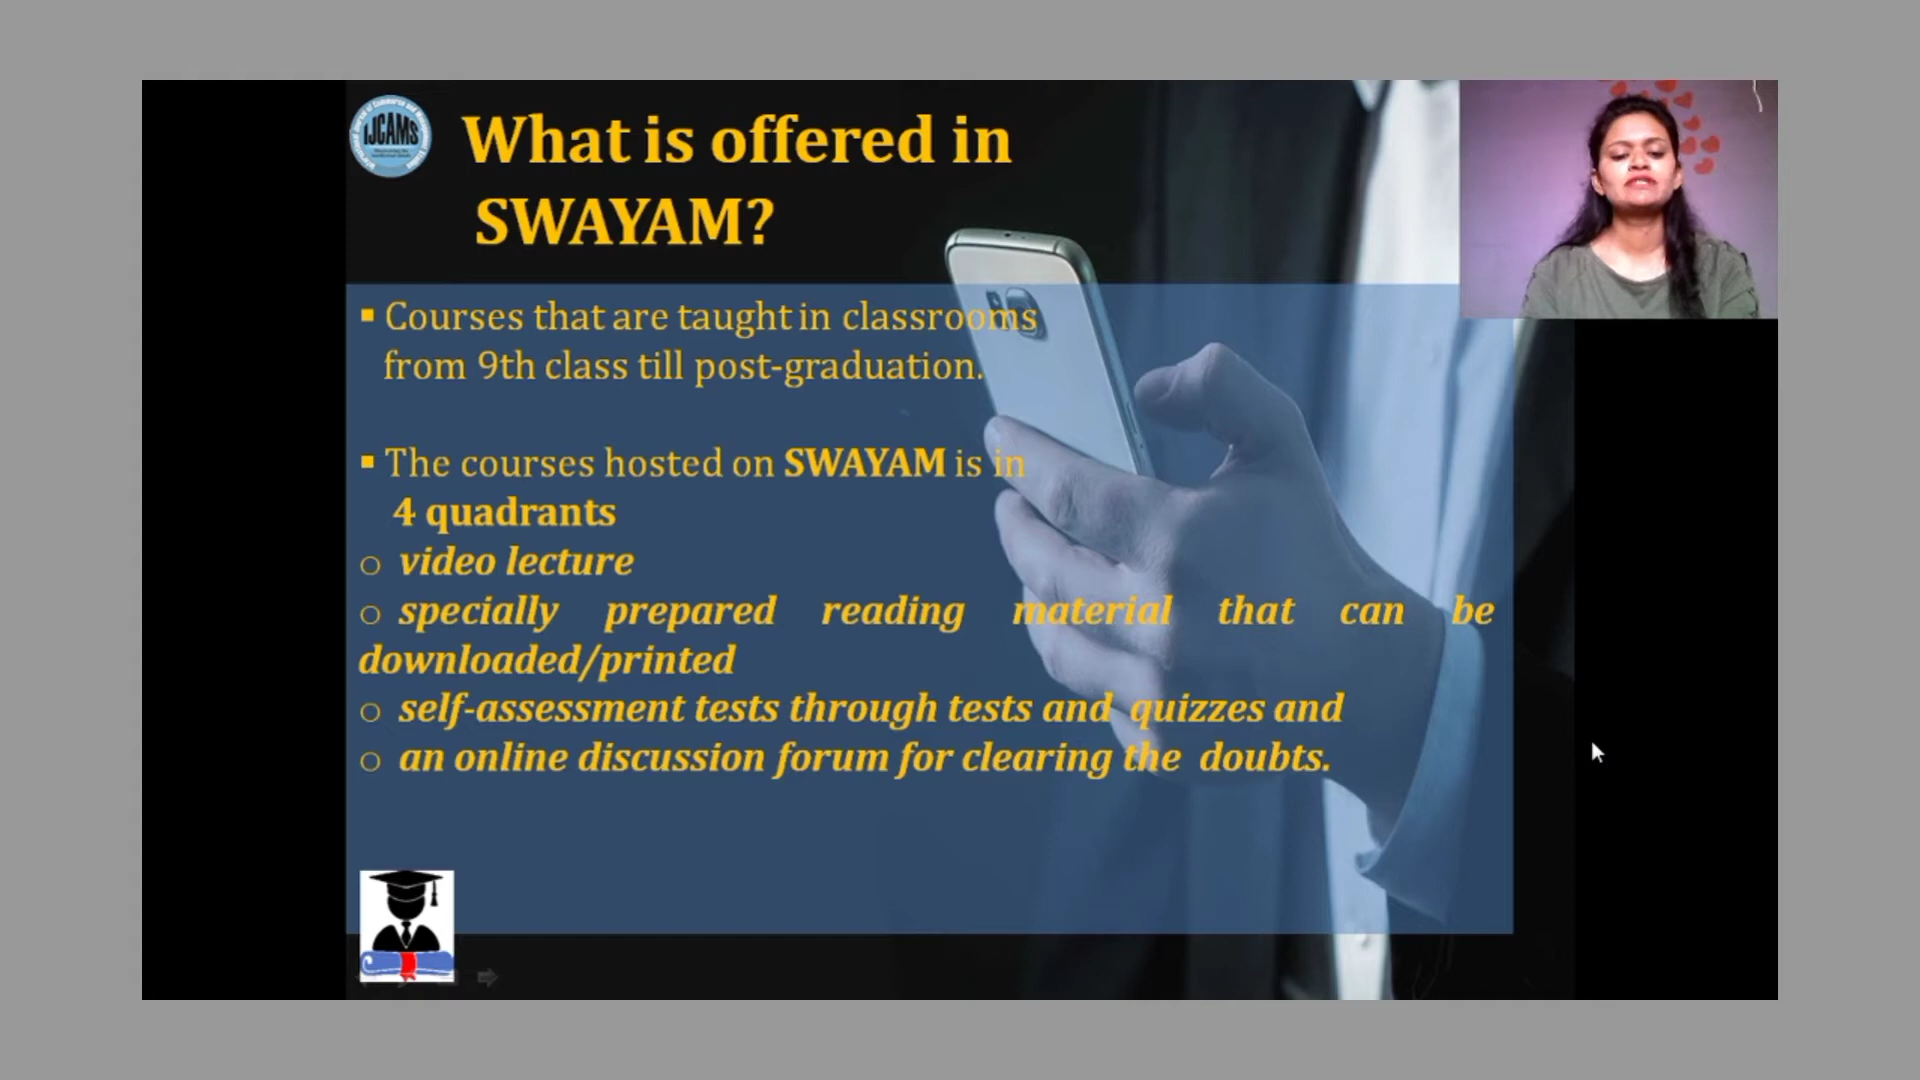 IJCAMS
What is offered in
SWAYAM?
▪ Courses that are taught in classrooms
from 9th class till post-graduation.
▪ The courses hosted on SWAYAM is in
4 quadrants
o video lecture
o specially prepared reading material that can be
downloaded/printed
o self-assessment tests through tests and quizzes and
o an online discussion forum for clearing the doubts.